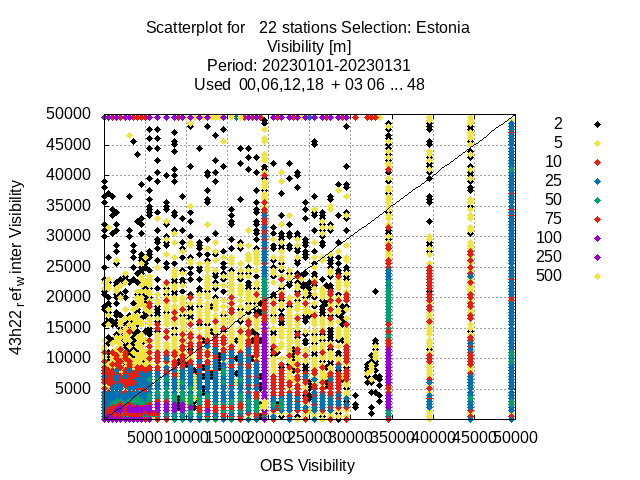 Scatterplot for   22 stations Selection: Estonia
Visibility [m]
Period: 20230101-20230131
Used  00,06,12,18  + 03 06 ... 48
50000
45000
40000
35000
30000
25000
20000
15000
10000
5000
43h22,ref_winter Visibility
5000 10000 15000 20000 25000 30000 35000 40000 45000 50000
OBS Visibility
2
5
10
25
50
75
100
250
500